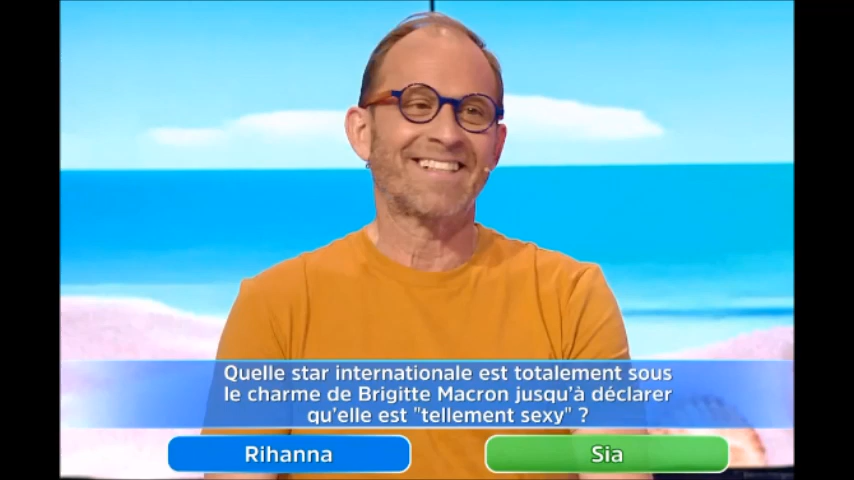 Quelle star internationale est totalement sous
le charme de Brigitte Macron jusqu'à déclarer
qu'elle est "tellement sexy" ?
Rihanna
Sia